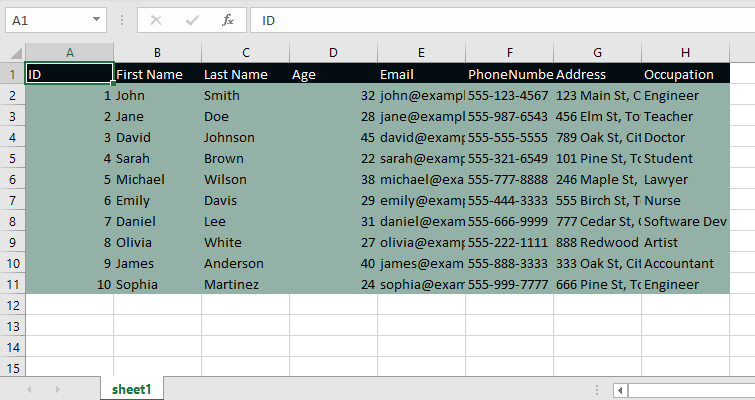 A1 fx ID
A B C D E F G H
1 ID First Name Last Name Age Email PhoneNumbe Address Occupation
2 1 John Smith 32 john@exampl 555-123-4567 123 Main St, C Engineer
3 2 Jane Doe 28 jane@exampl 555-987-6543 456 Elm St, To Teacher
4 3 David Johnson 45 david@examp 555-555-5555 789 Oak St, Cit Doctor
5 4 Sarah Brown 22 sarah@examp 555-321-6549 101 Pine St, To Student
6 5 Michael Wilson 38 michael@exa 555-777-8888 246 Maple St, Lawyer
7 6 Emily Davis 29 emily@examp 555-444-3333 555 Birch St, T Nurse
8 7 Daniel Lee 31 daniel@exam 555-666-9999 777 Cedar St, Software Dev
9 8 Olivia White 27 olivia@examp 555-222-1111 888 Redwood Artist
10 9 James Anderson 40 james@exam 555-888-3333 333 Oak St, Cit Accountant
11 10 Sophia Martinez 24 sophia@exam 555-999-7777 666 Pine St, To Engineer
12
13
14
15
sheet1